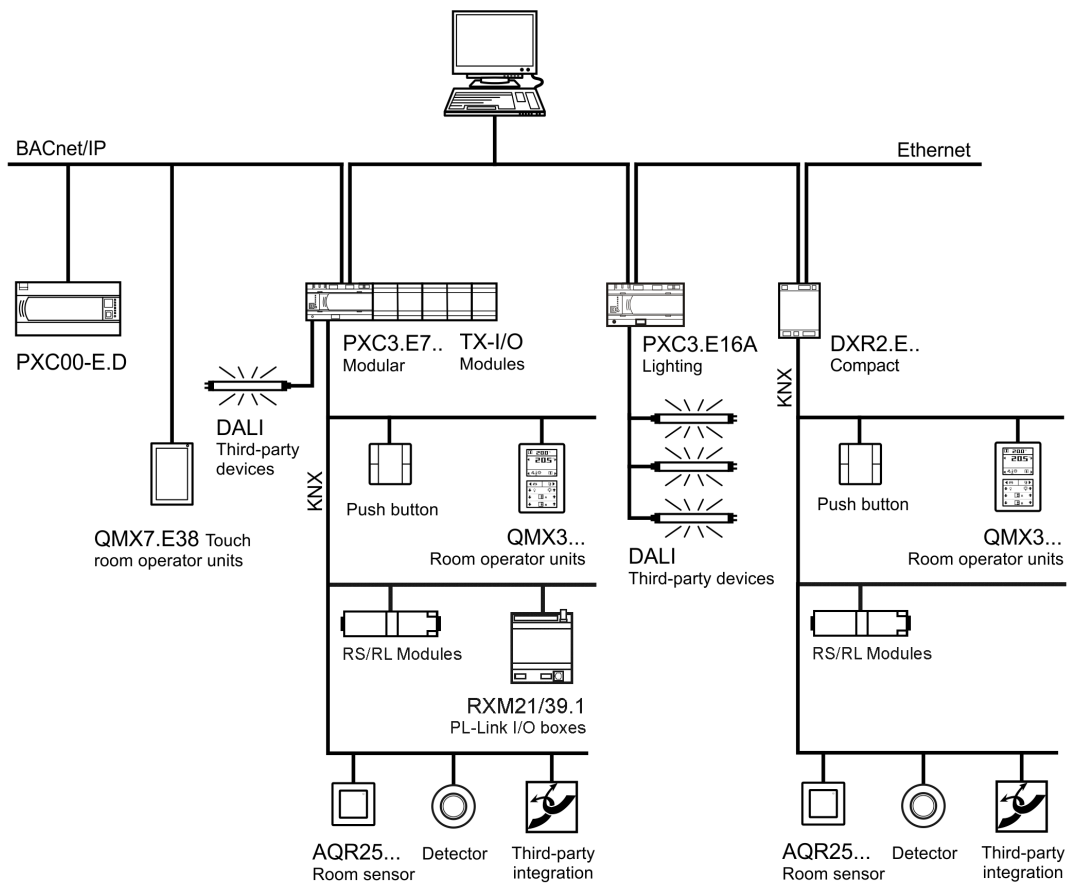 BACnet/IP
Ethernet
PXC00-E.D
PXC3.E7..
Modular
TX-I/O
Modules
PXC3.E16A
Lighting
DXR2.E..
Compact
KNX
DALI
Third-party
devices
QMX7.E38 Touch
room operator units
KNX
Push button
QMX3...
Room operator units
DALI
Third-party devices
Push button
QMX3...
Room operator units
RS/RL Modules
RXM21/39.1
PL-Link I/O boxes
RS/RL Modules
AQR25...
Room sensor
Detector
Third-party
integration
AQR25...
Room sensor
Detector
Third-party
integration